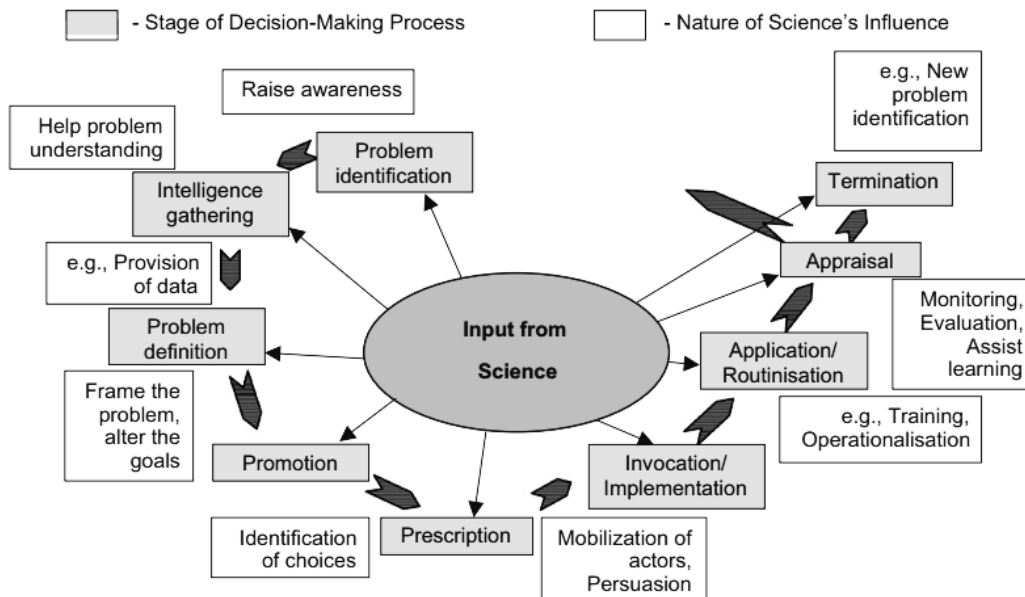 - Stage of Decision-Making Process
- Nature of Science's Influence
Raise awareness
e.g., New
problem
identification
Help problem
understanding
Problem
identification
Intelligence
gathering
Termination
e.g., Provision
of data
Appraisal
Problem
definition
Input from
Science
Monitoring,
Evaluation,
Assist
learning
Application/
Routinisation
Frame the
problem,
alter the
goals
e.g., Training,
Operationalisation
Promotion
Invocation/
Implementation
Identification
of choices
Prescription
Mobilization of
actors,
Persuasion